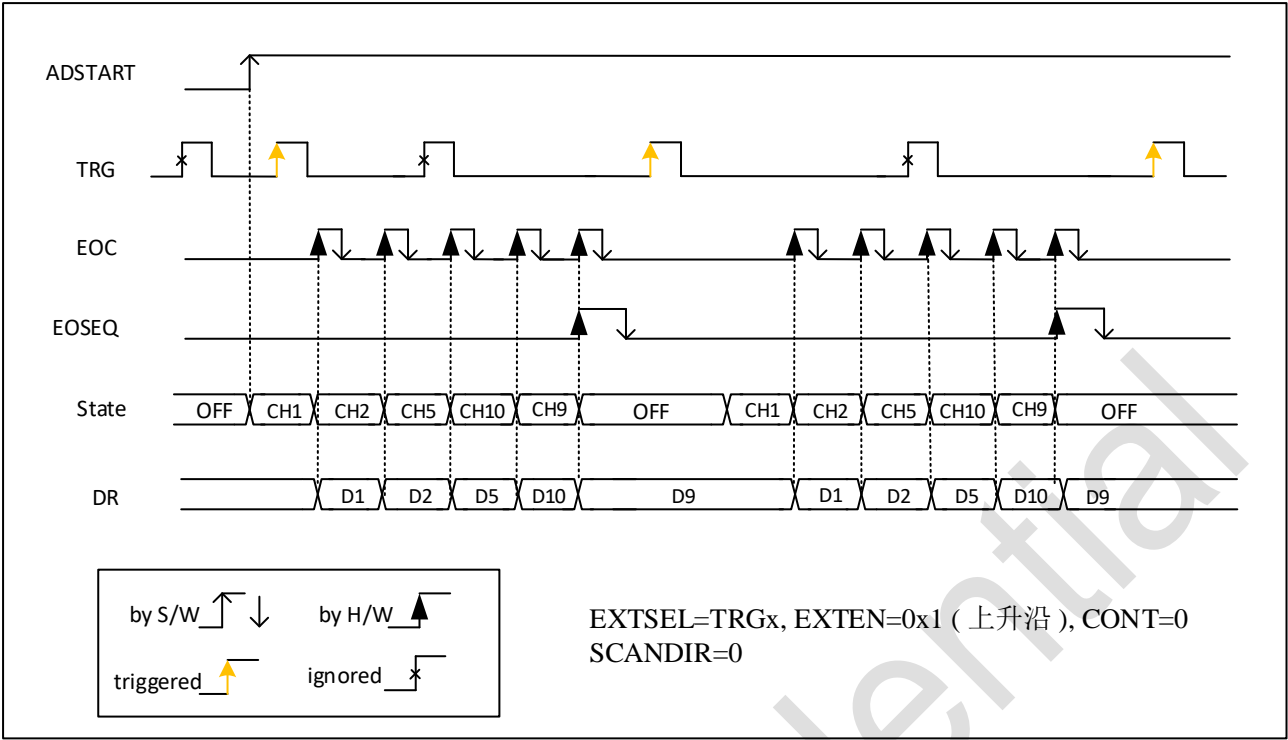 ADSTART
TRG
EOC
EOSEQ
State OFF CH1 CH2 CH5 CH10 CH9 OFF CH1 CH2 CH5 CH10 CH9 OFF
DR D1 D2 D5 D10 D9 D1 D2 D5 D10 D9
by S/W by H/W
triggered ignored
EXTSEL=TRGx, EXTEN=0x1 ( 上升沿 ), CONT=0
SCANDIR=0